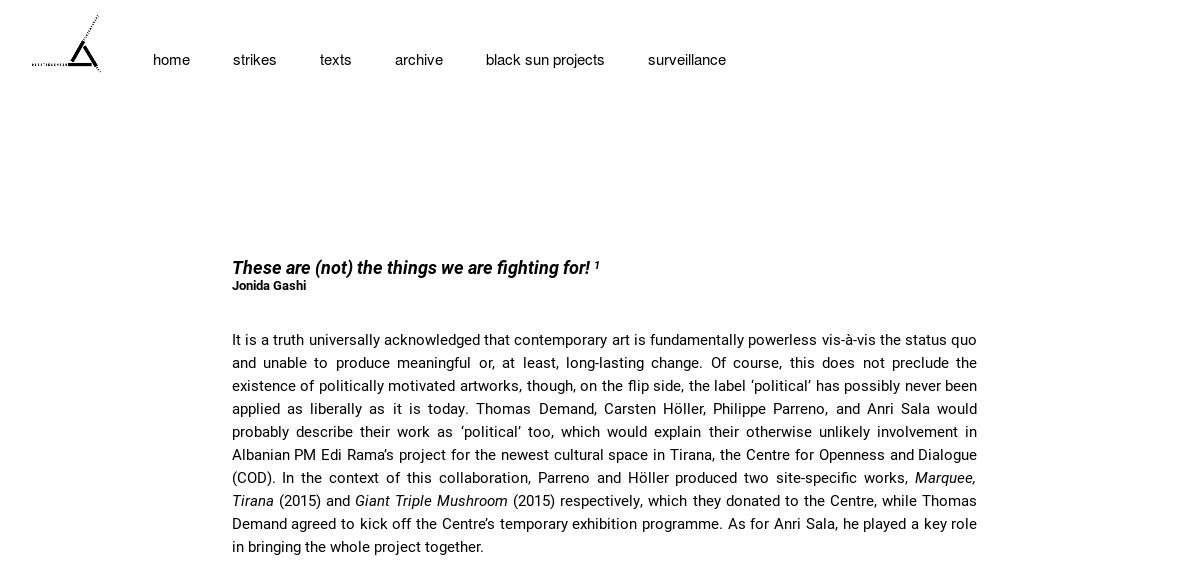 home strikes texts archive black sun projects surveillance
These are (not) the things we are fighting for! 1
Jonida Gashi
It is a truth universally acknowledged that contemporary art is fundamentally powerless vis-à-vis the status quo
and unable to produce meaningful or, at least, long-lasting change. Of course, this does not preclude the
existence of politically motivated artworks, though, on the flip side, the label ‘political’ has possibly never been
applied as liberally as it is today. Thomas Demand, Carsten Höller, Philippe Parreno, and Anri Sala would
probably describe their work as ‘political’ too, which would explain their otherwise unlikely involvement in
Albanian PM Edi Rama’s project for the newest cultural space in Tirana, the Centre for Openness and Dialogue
(COD). In the context of this collaboration, Parreno and Höller produced two site-specific works, Marquee,
Tirana (2015) and Giant Triple Mushroom (2015) respectively, which they donated to the Centre, while Thomas
Demand agreed to kick off the Centre’s temporary exhibition programme. As for Anri Sala, he played a key role
in bringing the whole project together.